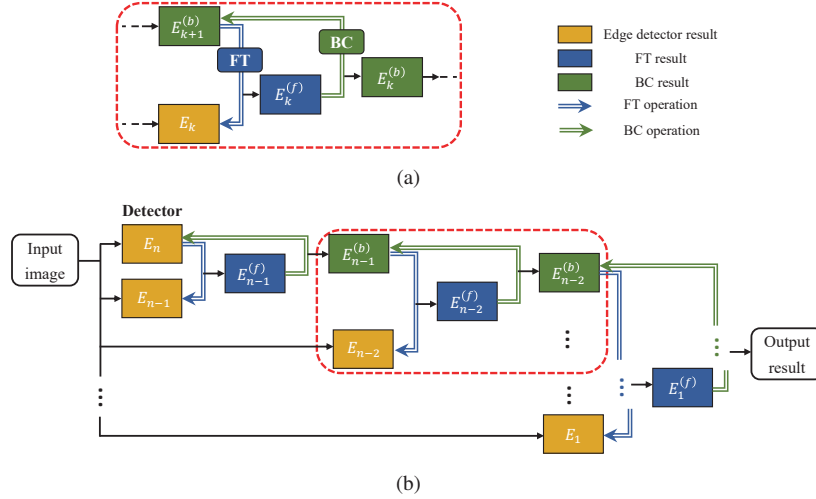 E_{k+1}^{(b)}
FT
BC
E_k^{(f)}
E_k^{(b)}
E_k
Edge detector result
FT result
BC result
FT operation
BC operation
(a)
Detector
Input
image
E_n
E_{n-1}
E_{n-1}^{(f)}
E_{n-1}^{(b)}
E_{n-2}^{(f)}
E_{n-2}^{(b)}
E_{n-2}
...
...
...
...
...
E_1^{(f)}
E_1
Output
result
(b)